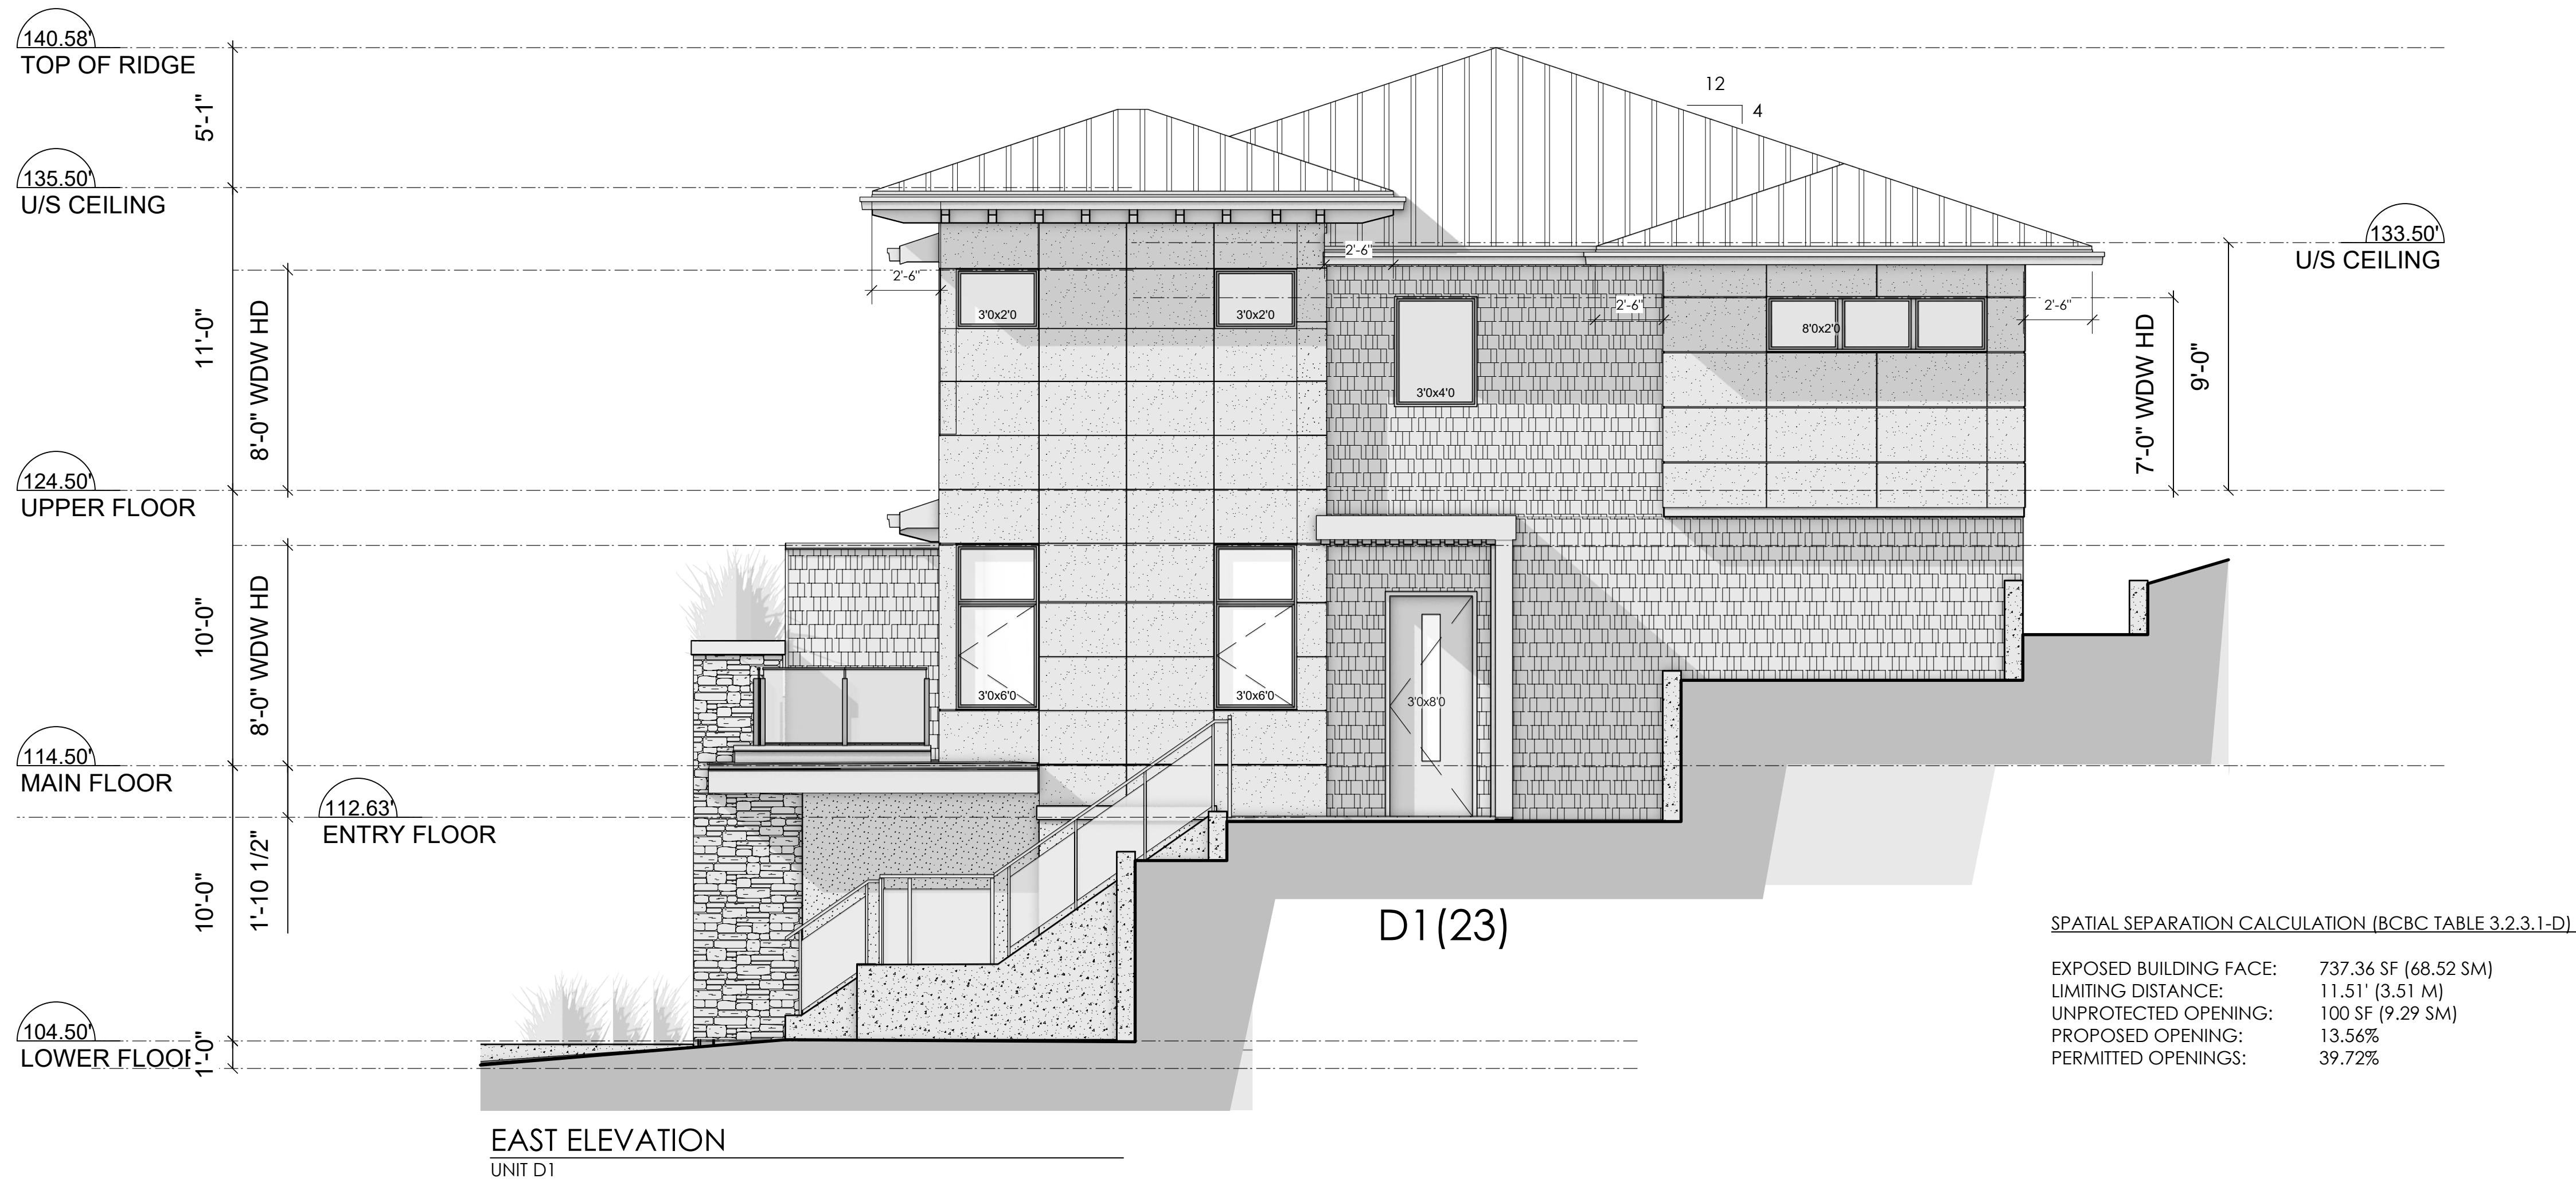 140.58'
TOP OF RIDGE
5'-1"
12
4
135.50'
U/S CEILING
133.50'
U/S CEILING
2'-6"
2'-6"
2'-6"
2'-6"
3'0x2'0
3'0x2'0
8'0x2'0
3'0x4'0
11'-0"
8'-0" WDW HD
7'-0" WDW HD
9'-0"
124.50'
UPPER FLOOR
10'-0"
8'-0" WDW HD
3'0x6'0
3'0x6'0
3'0x8'0
114.50'
MAIN FLOOR
112.63'
ENTRY FLOOR
10'-0"
1'-10 1/2"
D1(23)
104.50'
LOWER FLOOR
1'-0"
SPATIAL SEPARATION CALCULATION (BCBC TABLE 3.2.3.1-D)
EXPOSED BUILDING FACE: 737.36 SF (68.52 SM)
LIMITING DISTANCE: 11.51' (3.51 M)
UNPROTECTED OPENING: 100 SF (9.29 SM)
PROPOSED OPENING: 13.56%
PERMITTED OPENINGS: 39.72%
EAST ELEVATION
UNIT D1